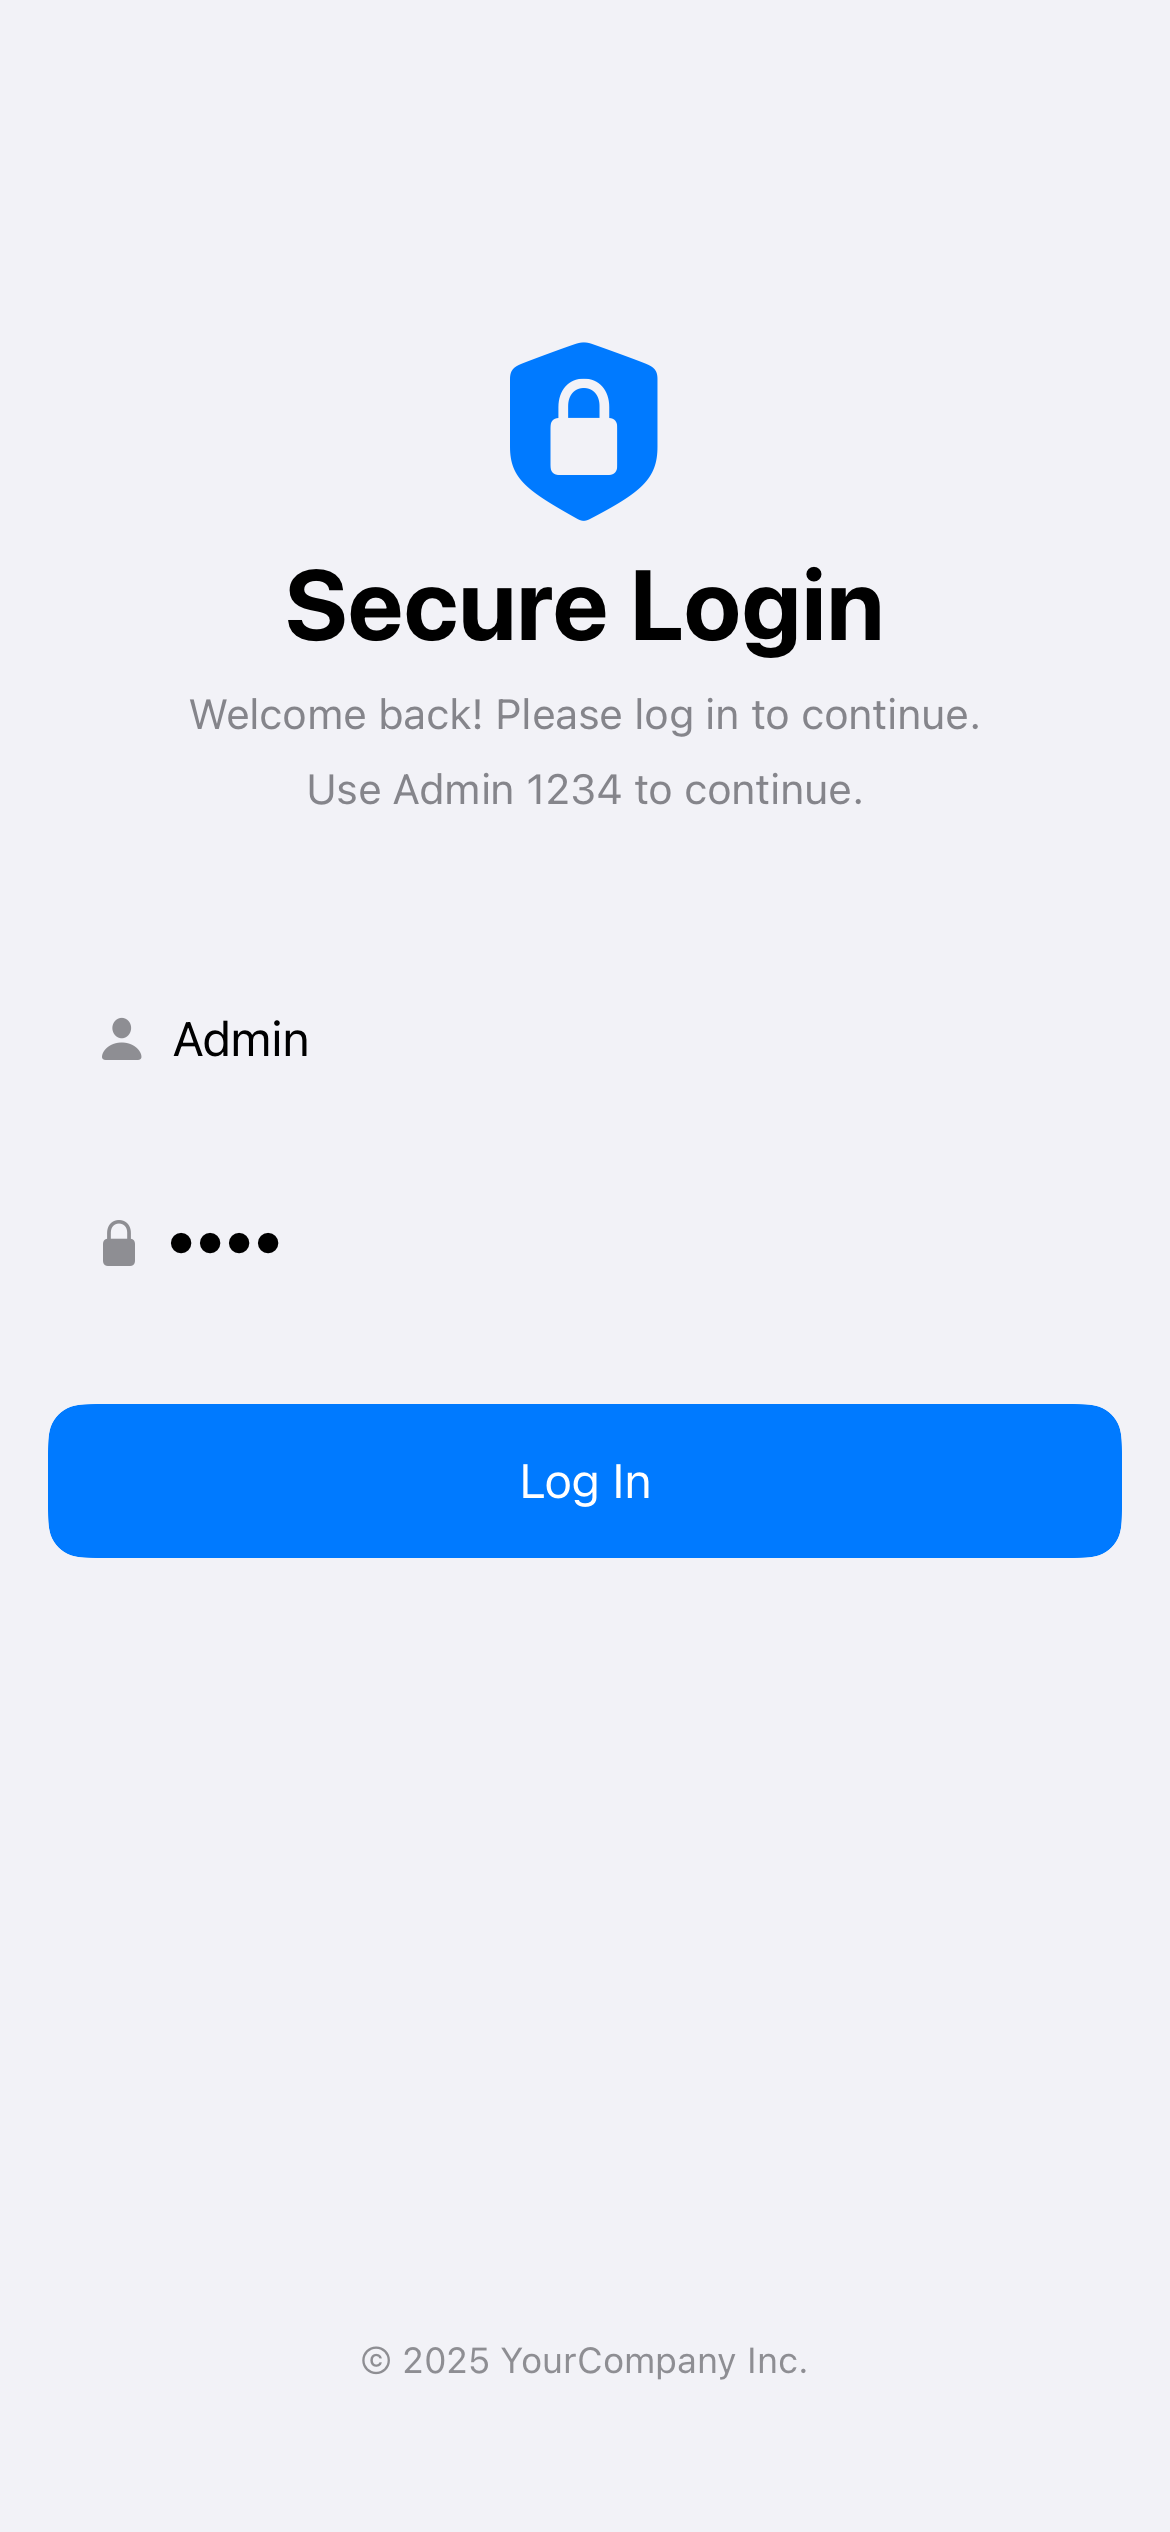 Secure Login
Welcome back! Please log in to continue.
Use Admin 1234 to continue.
Admin
••••
Log In
© 2025 YourCompany Inc.